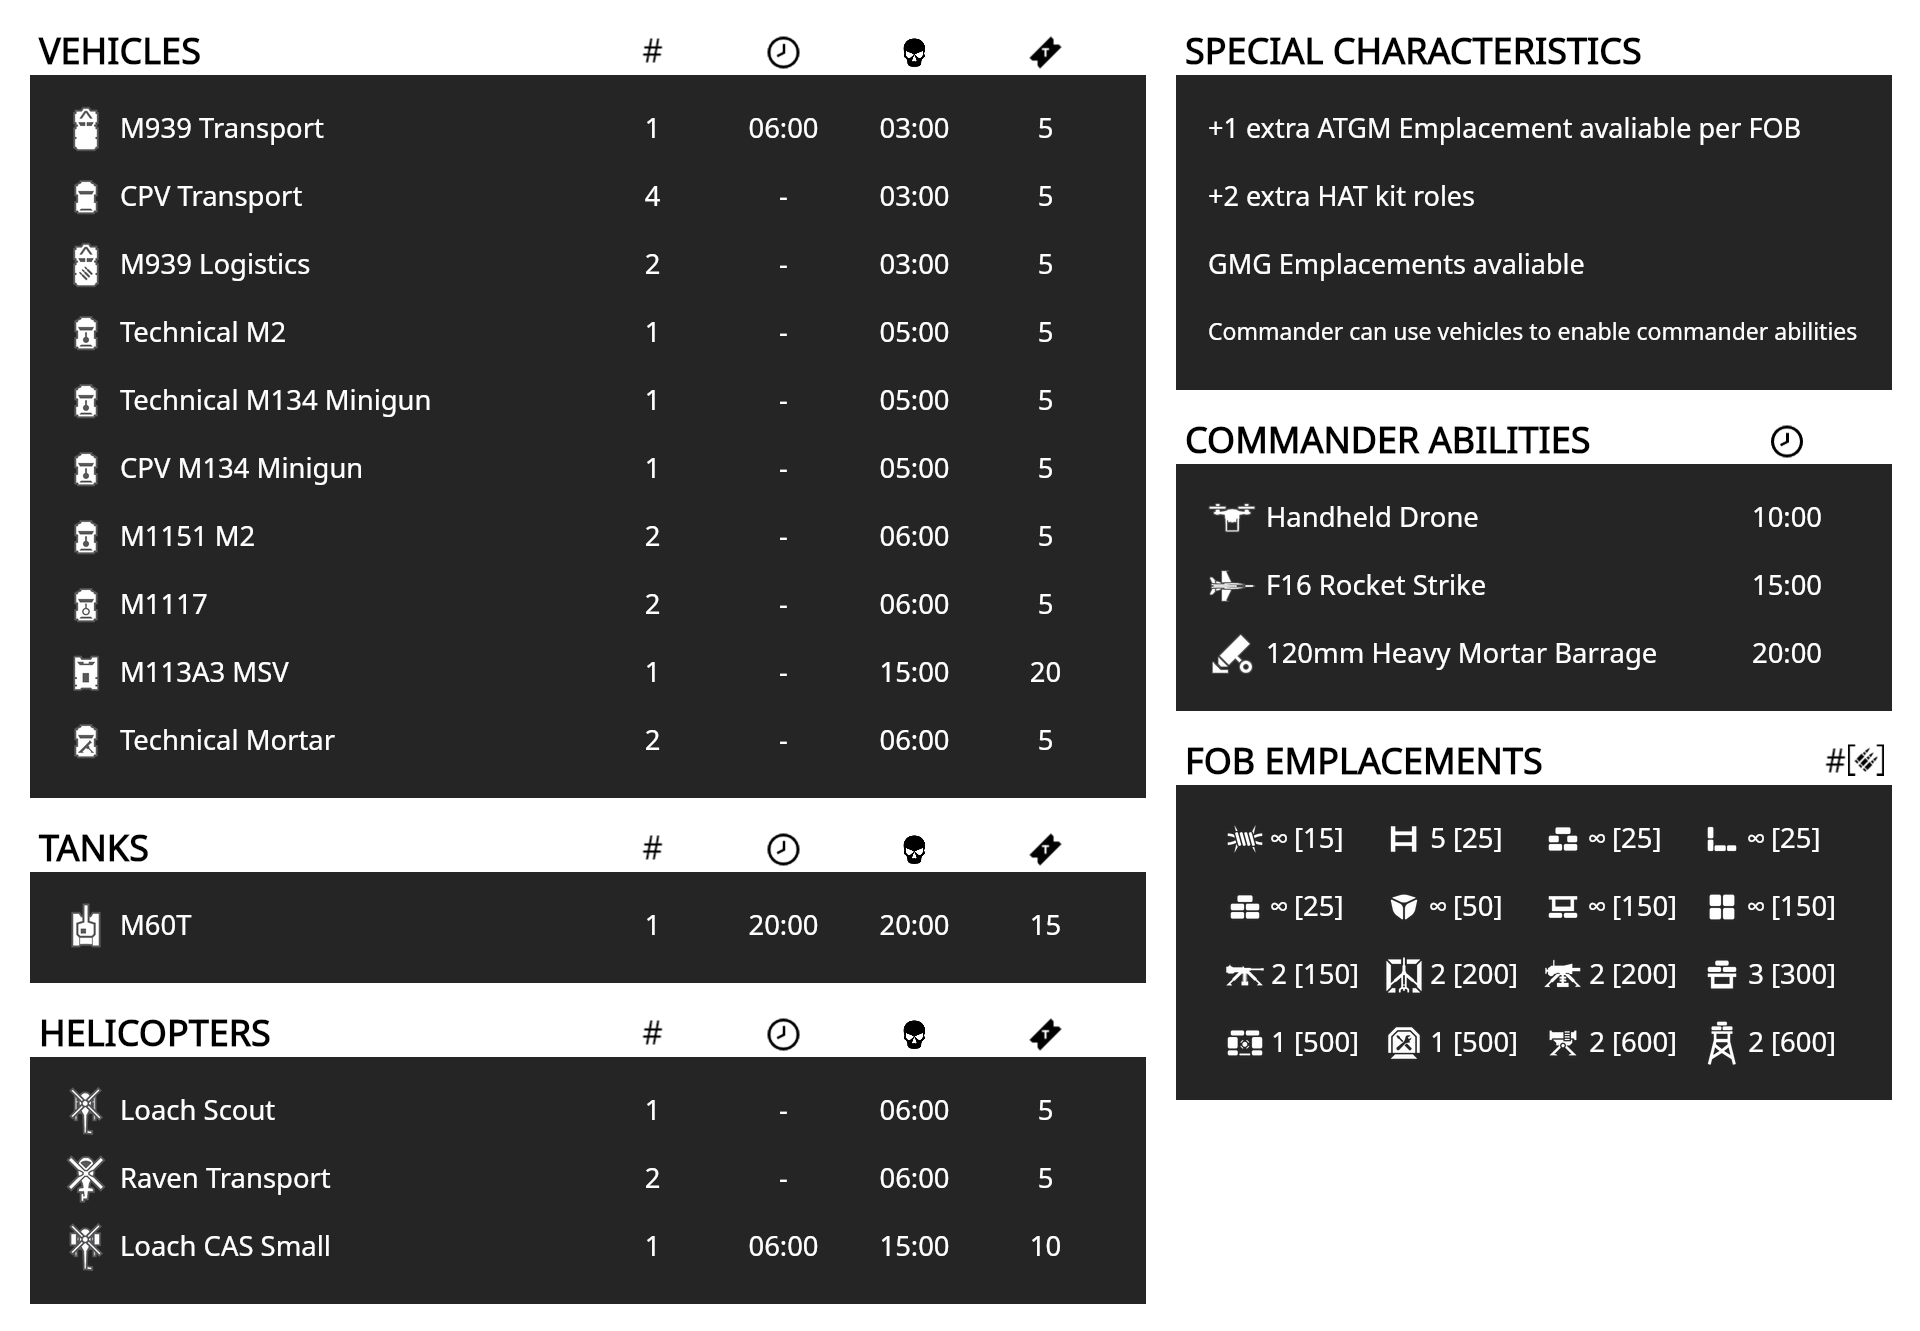 VEHICLES #
M939 Transport 1 06:00 03:00 5
CPV Transport 4 - 03:00 5
M939 Logistics 2 - 03:00 5
Technical M2 1 - 05:00 5
Technical M134 Minigun 1 - 05:00 5
CPV M134 Minigun 1 - 05:00 5
M1151 M2 2 - 06:00 5
M1117 2 - 06:00 5
M113A3 MSV 1 - 15:00 20
Technical Mortar 2 - 06:00 5
TANKS #
M60T 1 20:00 20:00 15
HELICOPTERS #
Loach Scout 1 - 06:00 5
Raven Transport 2 - 06:00 5
Loach CAS Small 1 06:00 15:00 10
SPECIAL CHARACTERISTICS
+1 extra ATGM Emplacement avaliable per FOB
+2 extra HAT kit roles
GMG Emplacements avaliable
Commander can use vehicles to enable commander abilities
COMMANDER ABILITIES
Handheld Drone 10:00
F16 Rocket Strike 15:00
120mm Heavy Mortar Barrage 20:00
FOB EMPLACEMENTS #[]
∞ [15] 5 [25] ∞ [25] ∞ [25]
∞ [25] ∞ [50] ∞ [150] ∞ [150]
2 [150] 2 [200] 2 [200] 3 [300]
1 [500] 1 [500] 2 [600] 2 [600]